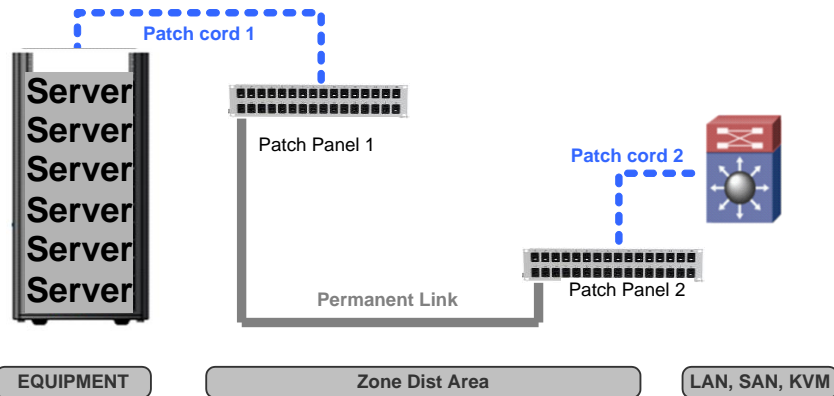 Patch cord 1
Server
Server
Server
Server
Server
Server
Patch Panel 1
Patch cord 2
Patch Panel 2
Permanent Link
EQUIPMENT
Zone Dist Area
LAN, SAN, KVM